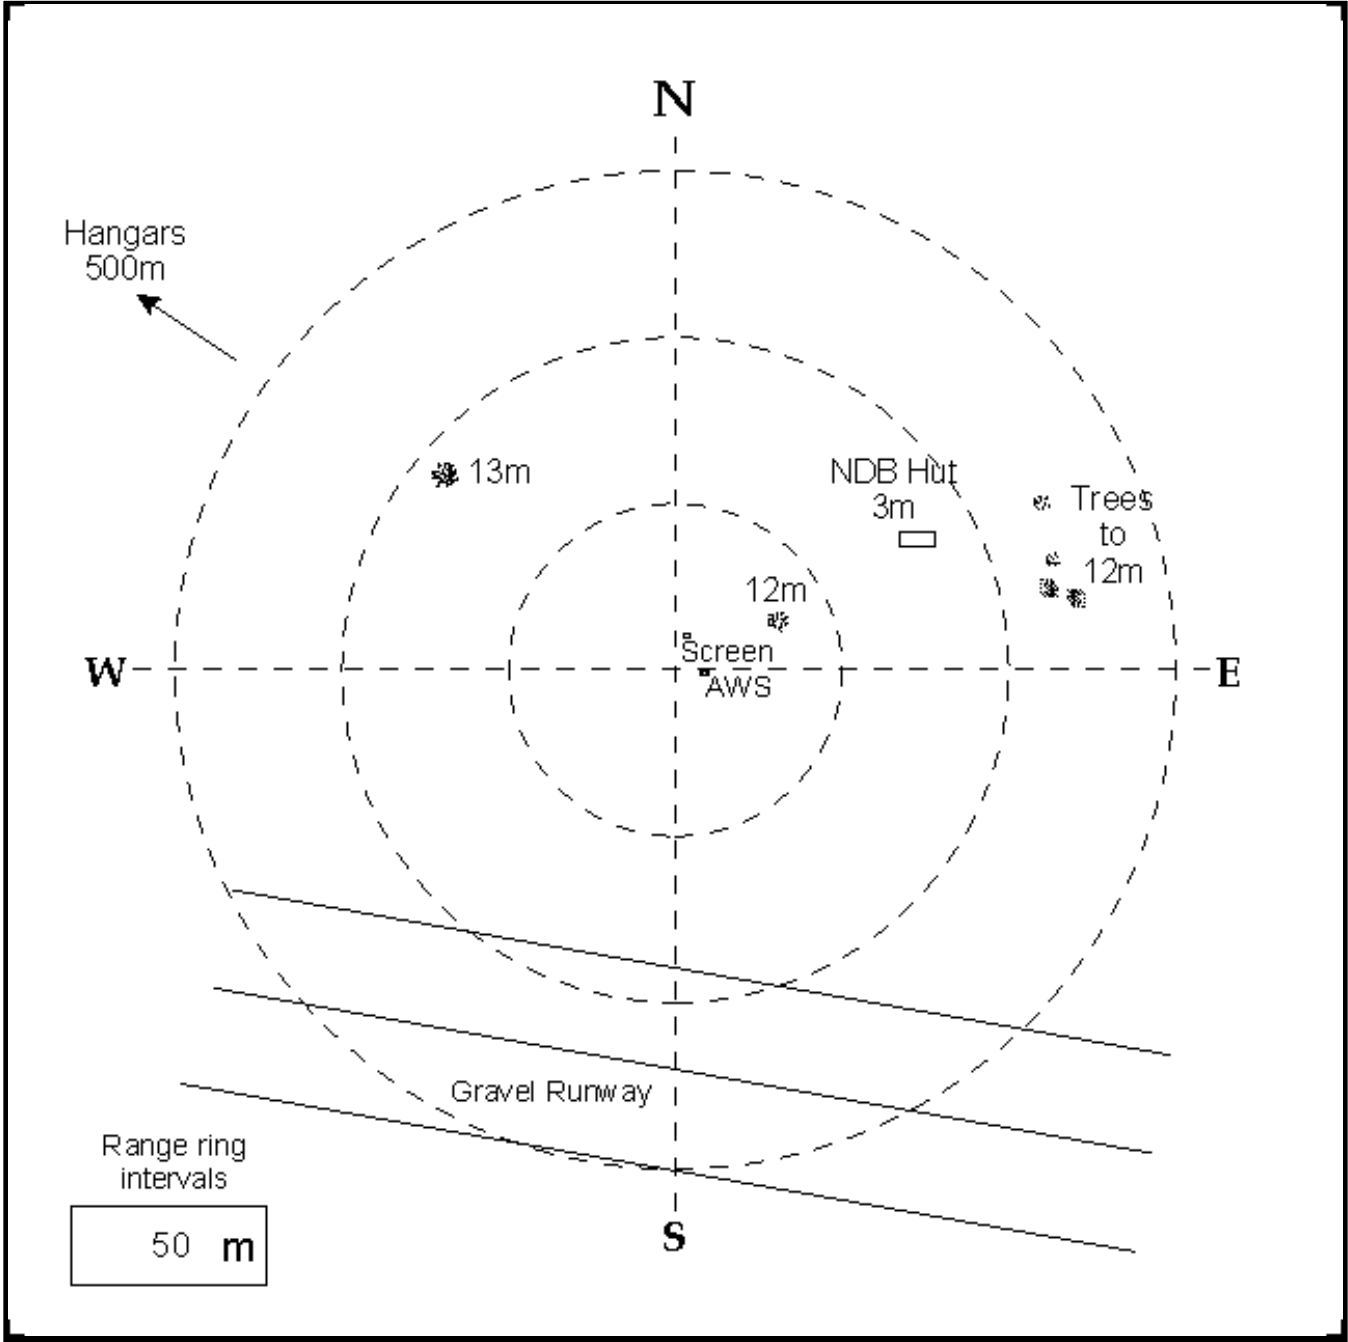 N
Hangars
500m
13m
NDB Hut
3m
Trees
to
12m
12m
Screen
W
E
AWS
Gravel Runway
Range ring
intervals
50 m
S